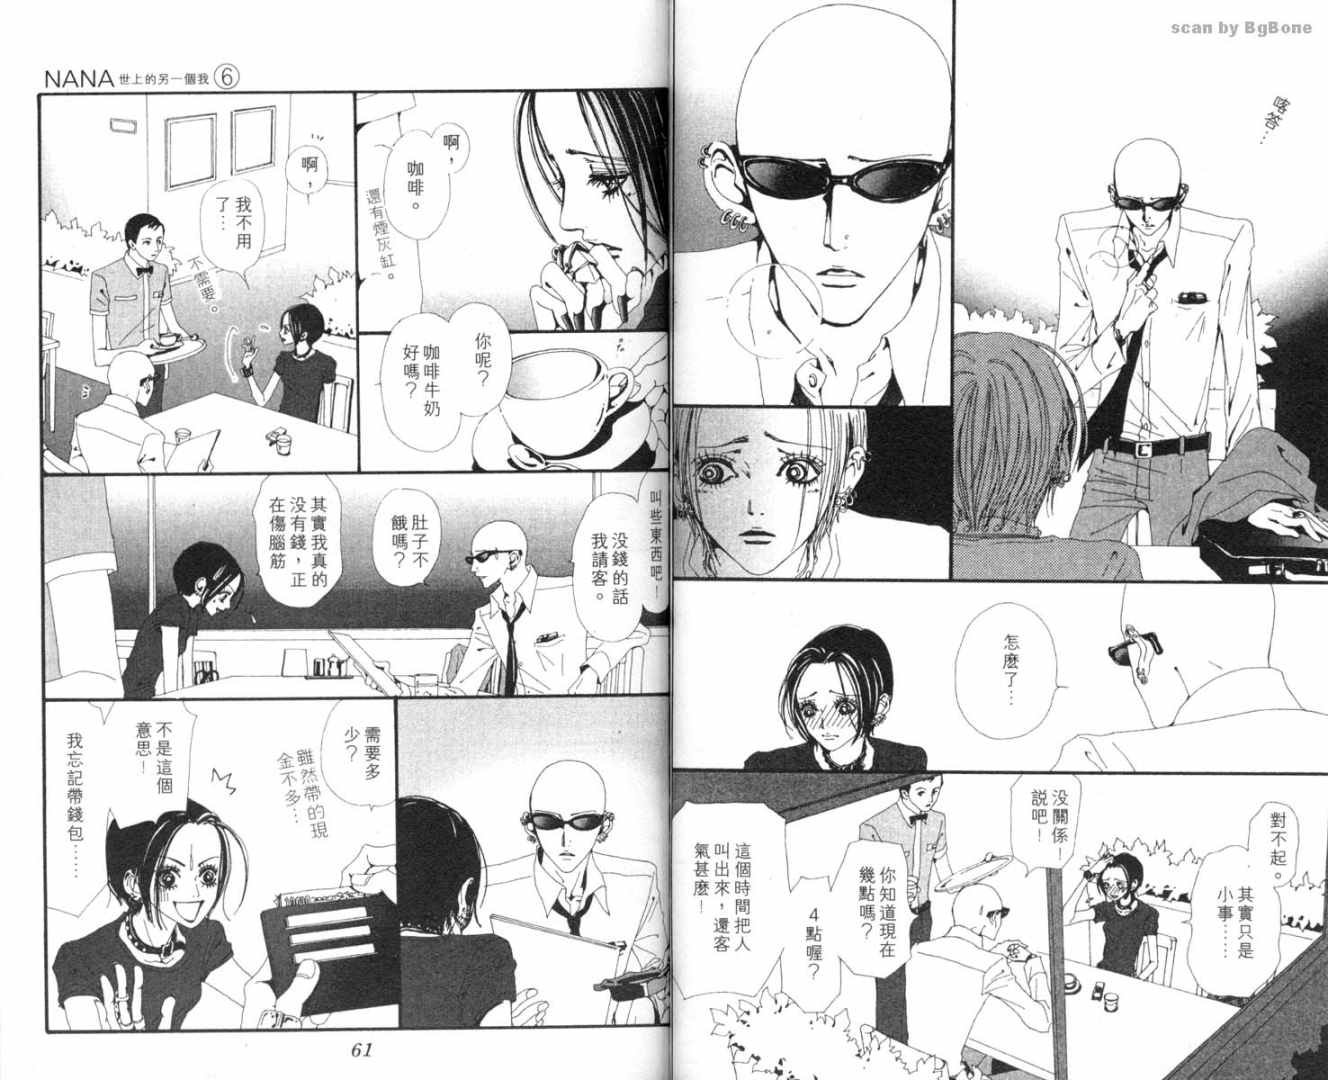 scan by BgBone
喀答…
怎麼了…
對不起。
其實只是
小事……
沒關係！
說吧！
你知道現在
幾點嗎？
4點喔？
這個時間把人
叫出來，還客
氣甚麼！
NANA 世上的另一個我 ⑥
啊，
咖啡。
還有煙灰缸。
啊，
我不用
了…
不需要。
你呢？
咖啡牛奶
好嗎？
叫些東西吧！
沒錢的話
我請客。
肚子不
餓嗎？
其實我真的
沒有錢，正
在傷腦筋
需要多
少？
雖然帶的現
金不多…
不是這個
意思！
我忘記帶錢包……
61